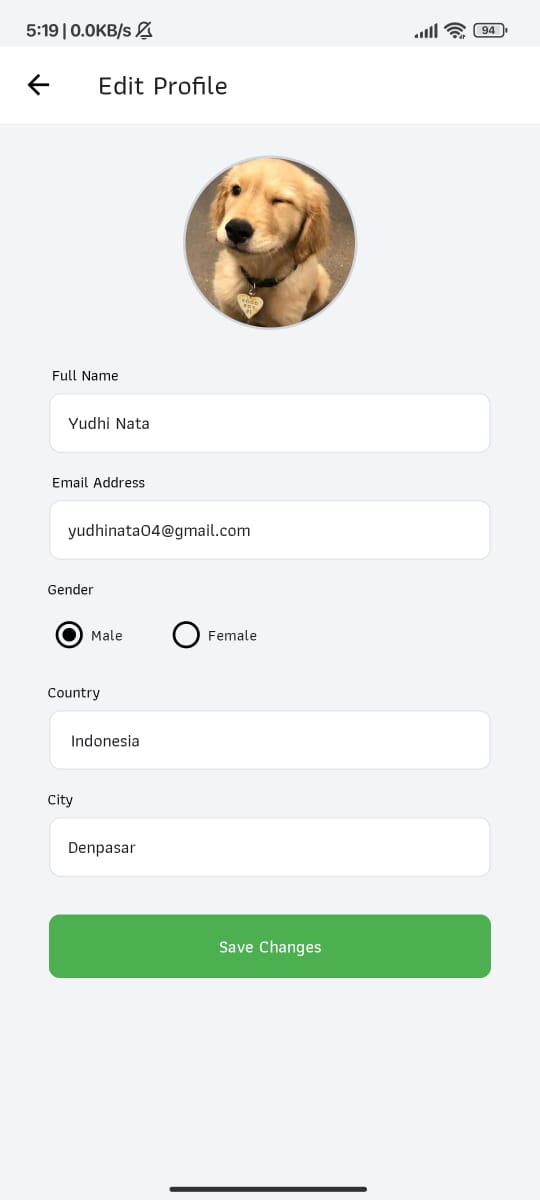 5:19 | 0.0KB/s
94
Edit Profile
Full Name
Yudhi Nata
Email Address
yudhinata04@gmail.com
Gender
Male
Female
Country
Indonesia
City
Denpasar
Save Changes